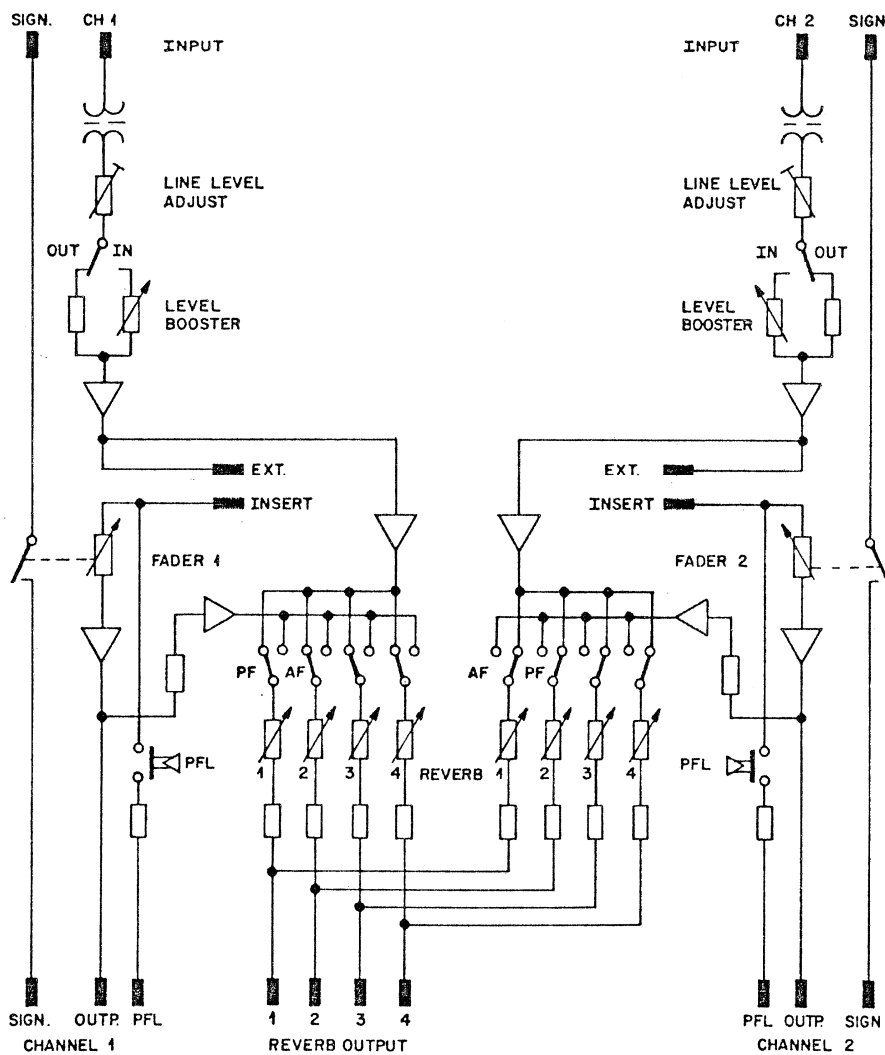 SIGN. CH 1 INPUT INPUT CH 2 SIGN.
LINE LEVEL ADJUST
LINE LEVEL ADJUST
OUT IN
IN OUT
LEVEL BOOSTER
LEVEL BOOSTER
EXT. EXT.
INSERT INSERT
FADER 1 FADER 2
PF AF AF PF
1 2 3 4 REVERB 1 2 3 4
PFL PFL
1 2 3 4
SIGN. OUTP. PFL PFL OUTP. SIGN
CHANNEL 1 REVERB OUTPUT CHANNEL 2